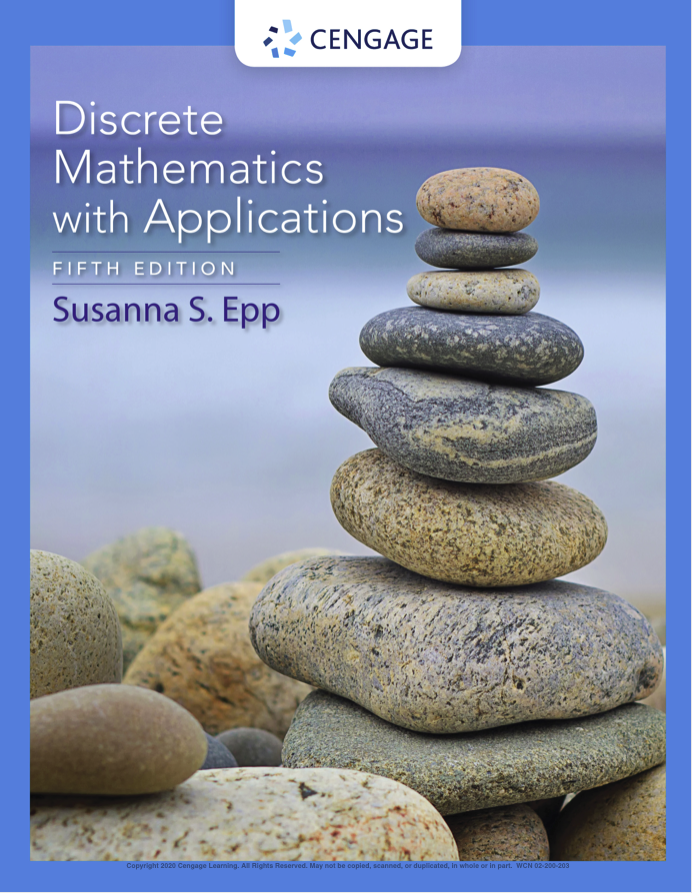 CENGAGE
Discrete
Mathematics
with Applications
FIFTH EDITION
Susanna S. Epp
Copyright 2020 Cengage Learning. All Rights Reserved. May not be copied, scanned, or duplicated, in whole or in part. WCN 02-200-203